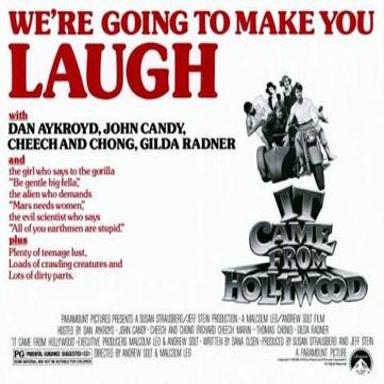 WE'RE GOING TO MAKE YOU
LAUGH
with
DAN AYKROYD, JOHN CANDY,
CHEECH AND CHONG, GILDA RADNER
and
the girl who says to the gorilla
"Be gentle big fella,"
the alien who demands
"Mars needs women,"
the evil scientist who says
"All of you earthmen are stupid."
plus
Plenty of teenage lust,
Loads of crawling creatures and
Lots of dirty parts.
IT
CAME
FROM
HOLLYWOOD
PARAMOUNT PICTURES PRESENTS A SUSAN STRAUSBERG/JEFF STEIN PRODUCTION · A MALCOLM LEO/ANDREW SOLT FILM
HOSTED BY DAN AYKROYD · JOHN CANDY · CHEECH AND CHONG (RICHARD CHEECH MARIN · THOMAS CHONG) · GILDA RADNER
"IT CAME FROM HOLLYWOOD" · EXECUTIVE PRODUCERS MALCOLM LEO & ANDREW SOLT · WRITTEN BY DANA OLSEN · PRODUCED BY SUSAN STRAUSBERG AND JEFF STEIN
PG PARENTAL GUIDANCE SUGGESTED
DIRECTED BY ANDREW SOLT & MALCOLM LEO
A PARAMOUNT PICTURE